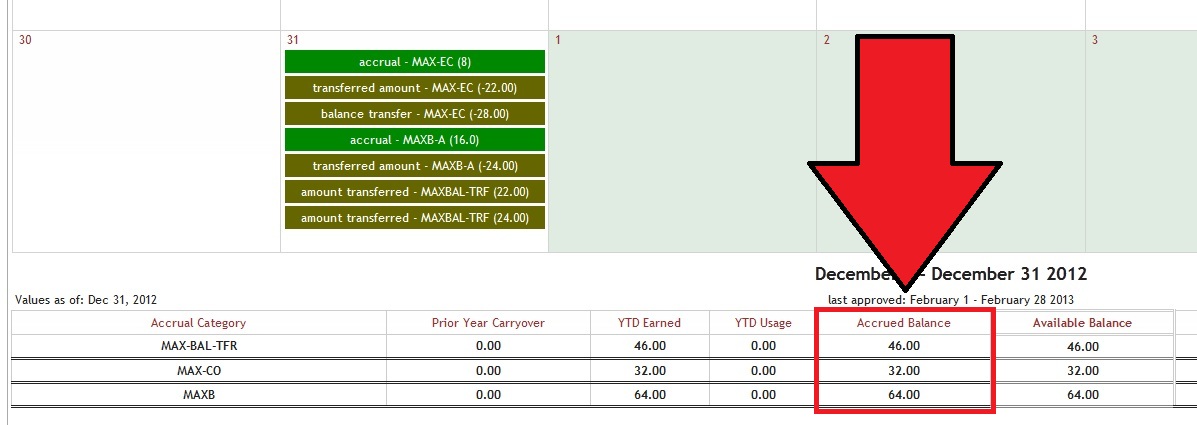 30 31 1 2 3
accrual - MAX-EC (8)
transferred amount - MAX-EC (-22.00)
balance transfer - MAX-EC (-28.00)
accrual - MAXB-A (16.0)
transferred amount - MAXB-A (-24.00)
amount transferred - MAXBAL-TRF (22.00)
amount transferred - MAXBAL-TRF (24.00)
December - December 31 2012
Values as of: Dec 31, 2012 last approved: February 1 - February 28 2013
Accrual Category Prior Year Carryover YTD Earned YTD Usage Accrued Balance Available Balance
MAX-BAL-TFR 0.00 46.00 0.00 46.00 46.00
MAX-CO 0.00 32.00 0.00 32.00 32.00
MAXB 0.00 64.00 0.00 64.00 64.00